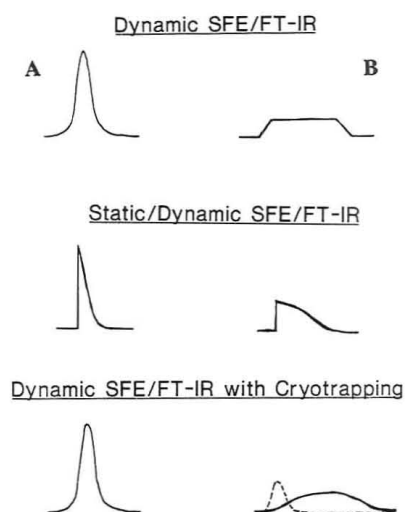 Dynamic SFE/FT-IR
A
B
Static/Dynamic SFE/FT-IR
Dynamic SFE/FT-IR with Cryotrapping